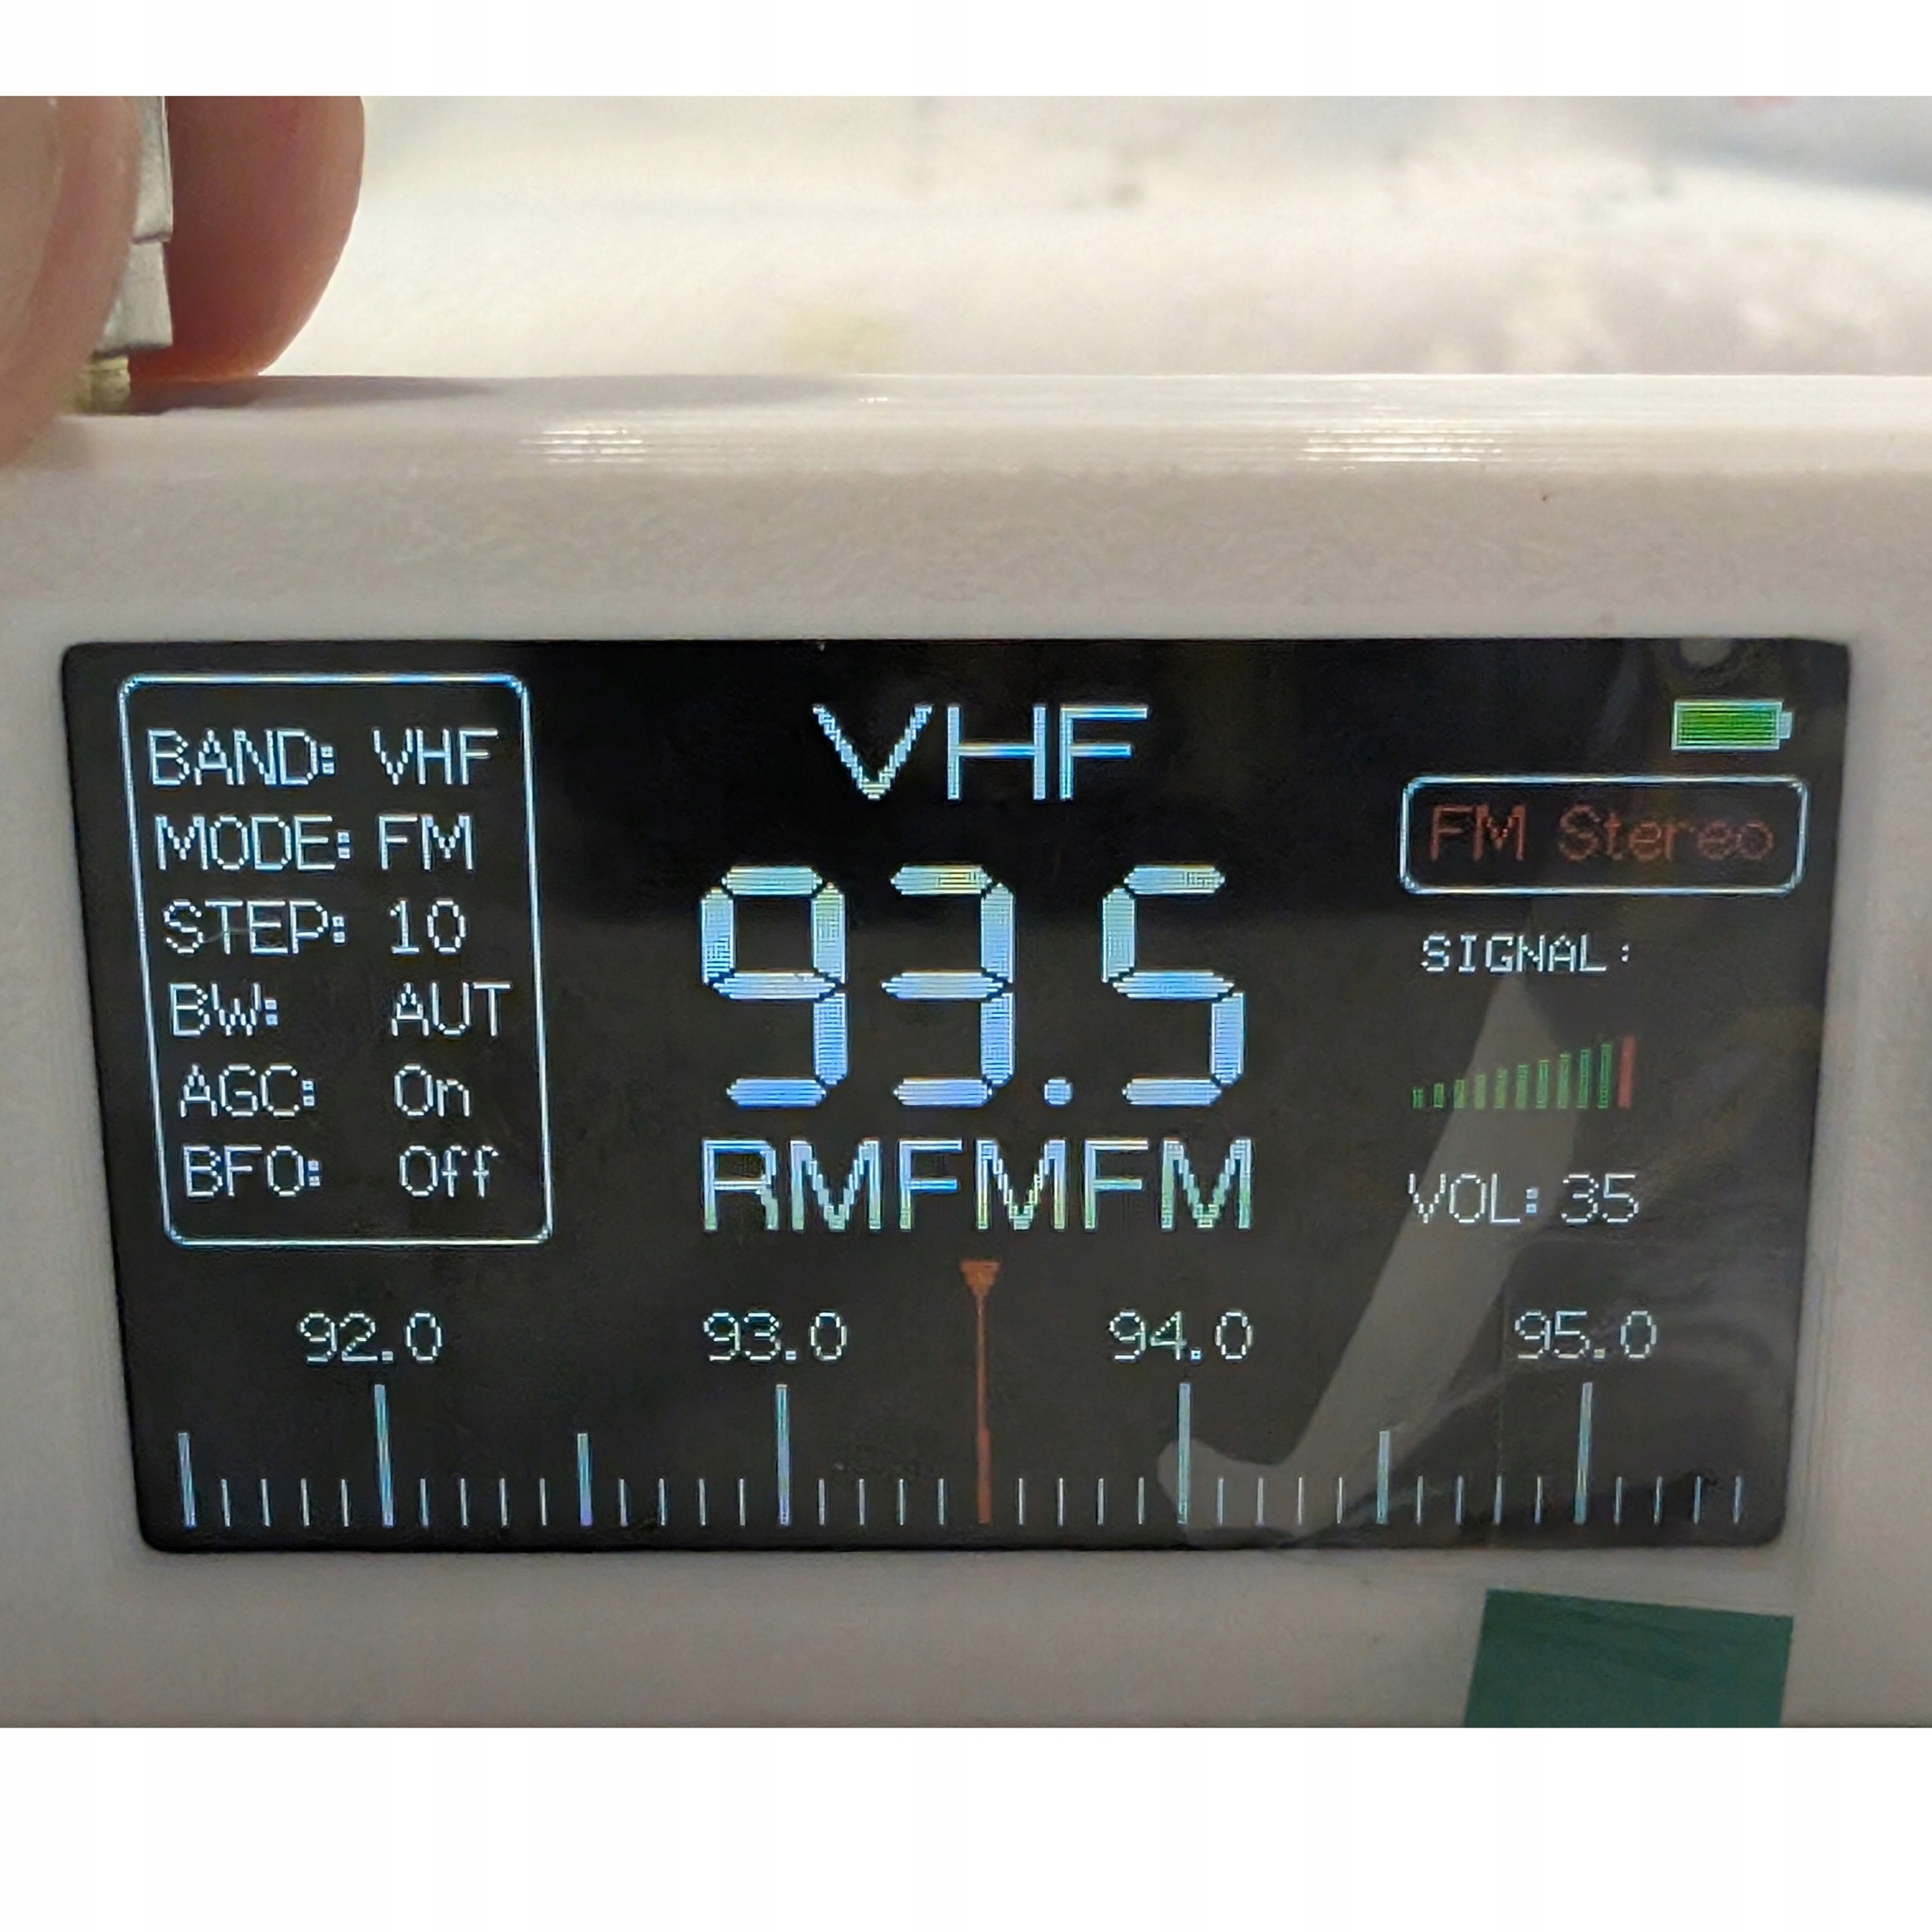 BAND: VHF
MODE: FM
STEP: 10
BW: AUT
AGC: On
BFO: Off
VHF
93.5
RMFMFM
FM Stereo
SIGNAL:
VOL: 35
92.0 93.0 94.0 95.0